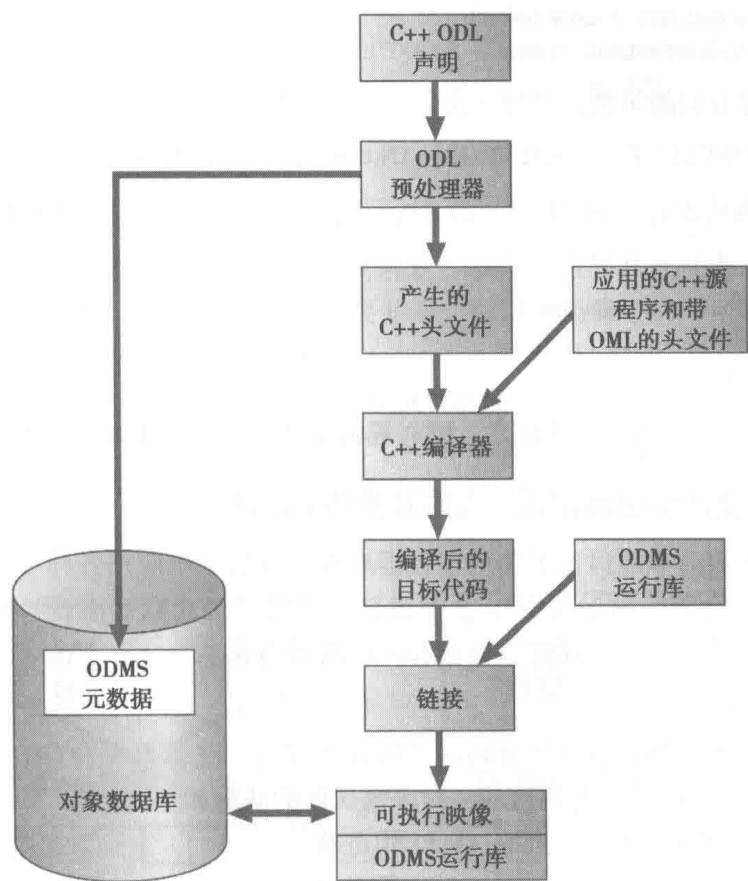 C++ ODL
声明
ODL
预处理器
产生的
C++头文件
应用的C++源
程序和带
OML的头文件
C++编译器
编译后的
目标代码
ODMS
运行库
ODMS
元数据
链接
对象数据库
可执行映像
ODMS运行库